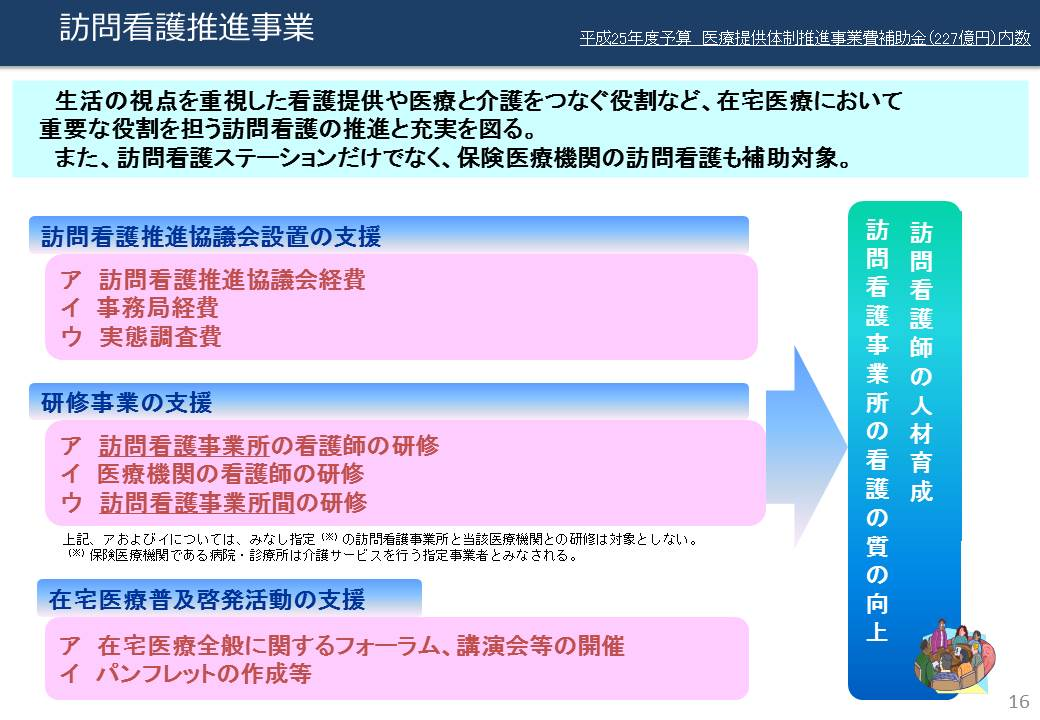 訪問看護推進事業
平成25年度予算　医療提供体制推進事業費補助金(227億円)内数
生活の視点を重視した看護提供や医療と介護をつなぐ役割など、在宅医療において
重要な役割を担う訪問看護の推進と充実を図る。
また、訪問看護ステーションだけでなく、保険医療機関の訪問看護も補助対象。
訪問看護推進協議会設置の支援
ア　訪問看護推進協議会経費
イ　事務局経費
ウ　実態調査費
研修事業の支援
ア　訪問看護事業所の看護師の研修
イ　医療機関の看護師の研修
ウ　訪問看護事業所間の研修
上記、アおよびイについては、みなし指定(※)の訪問看護事業所と当該医療機関との研修は対象としない。
(※)保険医療機関である病院・診療所は介護サービスを行う指定事業者とみなされる。
在宅医療普及啓発活動の支援
ア　在宅医療全般に関するフォーラム、講演会等の開催
イ　パンフレットの作成等
訪問看護師の人材育成
訪問看護事業所の看護の質の向上
16